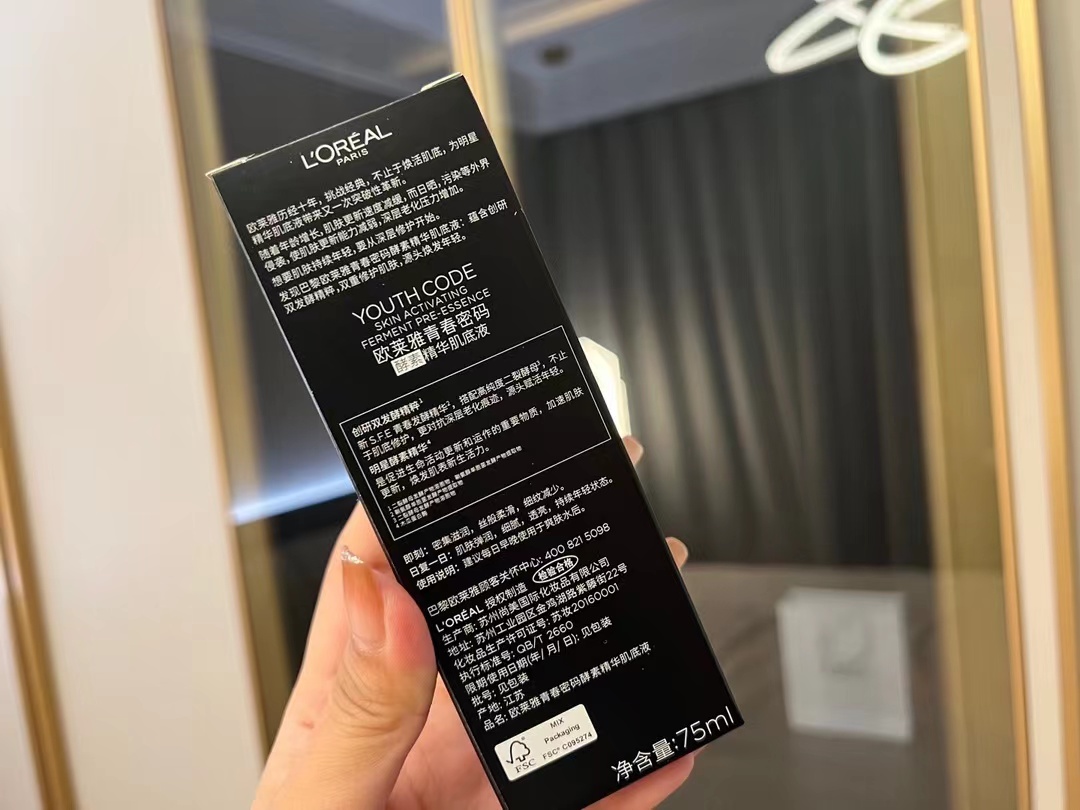 L'ORÉAL
PARIS
欧莱雅历经十年，挑战经典，不止于焕活肌底，为明星
精华肌底液带来又一次突破性革新。
随着年龄增长，肌肤更新速度减缓，而日晒，污染等外界
侵袭，使肌肤更新能力减弱，深层老化压力增加。
想要肌肤持续年轻，要从深层修护开始。
发现巴黎欧莱雅青春密码酵素精华肌底液：蕴含创研
双发酵精粹，双重修护肌肤，源头焕发年轻。
YOUTH CODE
SKIN ACTIVATING
FERMENT PRE-ESSENCE
欧莱雅青春密码
酵素精华肌底液
创研双发酵精粹¹
新 S.F.E 青春发酵精华²，搭配高纯度二裂酵母³，不止
于肌底修护，更对抗深层老化痕迹，源头赋活年轻。
明星酵素精华⁴
是促进生命活动更新和运作的重要物质，加速肌肤
更新，焕发肌表新生活力。
即刻：密集滋润，丝般柔滑，细纹减少。
日复一日：肌肤弹润，细腻，透亮，持续年轻状态。
使用说明：建议每日早晚使用于爽肤水后。
巴黎欧莱雅顾客关怀中心：400 821 5098
L'ORÉAL 授权制造 检验合格
生产商：苏州尚美国际化妆品有限公司
地址：苏州工业园区金鸡湖路紫藤街22号
化妆品生产许可证号：苏妆20160001
执行标准号：QB/T 2660
限期使用日期(年/月/日)：见包装
批号：见包装
产地：江苏
品名：欧莱雅青春密码酵素精华肌底液
FSC
MIX
Packaging
FSC® C095274
净含量:75ml